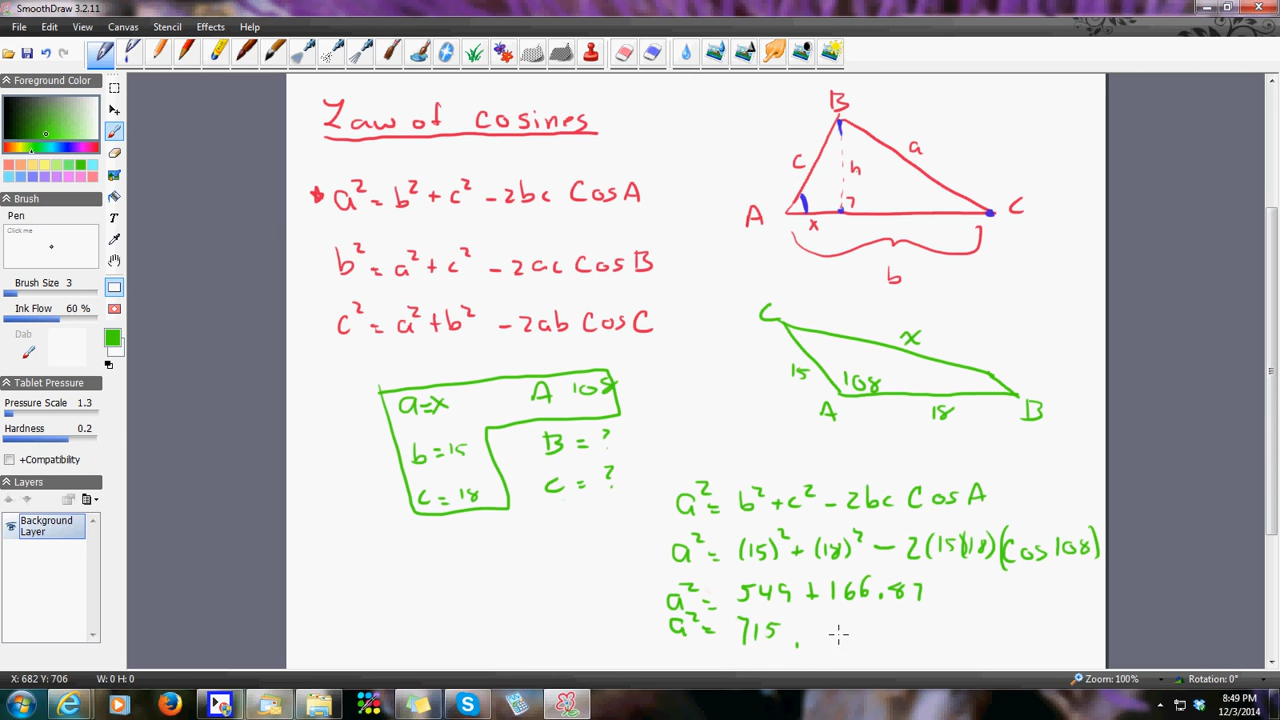 SmoothDraw 3.2.11
File Edit View Canvas Stencil Effects Help
Foreground Color
Brush
Pen
Click me
Brush Size 3
Ink Flow 60 %
Dab
Tablet Pressure
Pressure Scale 1.3
Hardness 0.2
+Compatibility
Layers
Background
Layer
Law of cosines
a² = b² + c² - 2bc Cos A
b² = a² + c² - 2ac Cos B
c² = a² + b² - 2ab Cos C
B
c
h
a
A
x
?
C
b
C
x
15
108
A
18
B
a=x A 108
b=15 B = ?
c = 18 C = ?
a² = b² + c² - 2bc Cos A
a² = (15)² + (18)² - 2(15)(18)(Cos 108)
a² = 549 + 166.87
a² = 715.
X: 682 Y: 706 W: 0 H: 0 Zoom: 100% Rotation: 0°
8:49 PM
12/3/2014